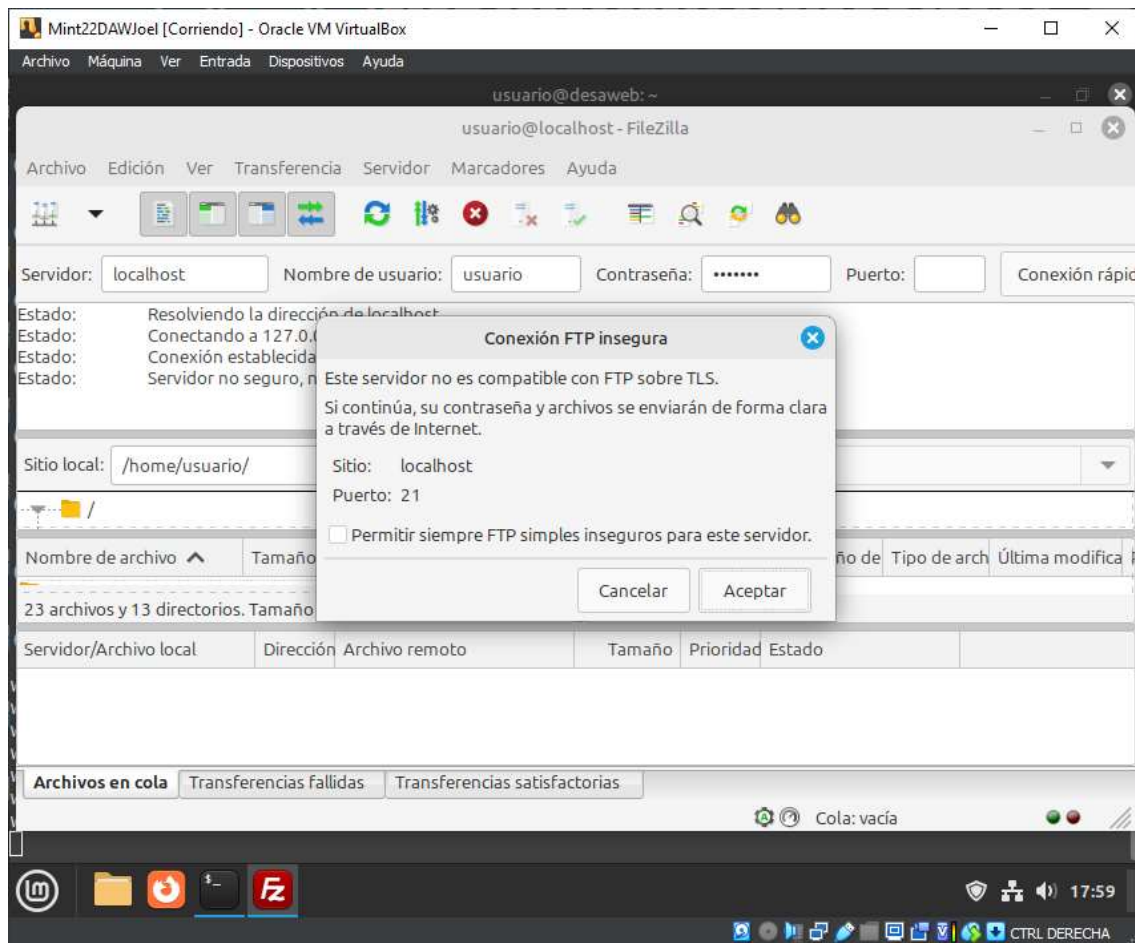 Mint22DAWJoel [Corriendo] - Oracle VM VirtualBox
Archivo Máquina Ver Entrada Dispositivos Ayuda
usuario@desaweb: ~
usuario@localhost - FileZilla
Archivo Edición Ver Transferencia Servidor Marcadores Ayuda
Servidor: localhost Nombre de usuario: usuario Contraseña: ••••••• Puerto: Conexión rápid
Estado: Resolviendo la dirección de localhost
Estado: Conectando a 127.0.0
Estado: Conexión establecida
Estado: Servidor no seguro, n
Conexión FTP insegura
Este servidor no es compatible con FTP sobre TLS.
Si continúa, su contraseña y archivos se enviarán de forma clara
a través de Internet.
Sitio: localhost
Puerto: 21
Permitir siempre FTP simples inseguros para este servidor.
Cancelar Aceptar
Sitio local: /home/usuario/
/
Nombre de archivo Tamaño ño de Tipo de arch Última modifica
23 archivos y 13 directorios. Tamaño
Servidor/Archivo local Dirección Archivo remoto Tamaño Prioridad Estado
Archivos en cola Transferencias fallidas Transferencias satisfactorias
Cola: vacía
17:59
CTRL DERECHA